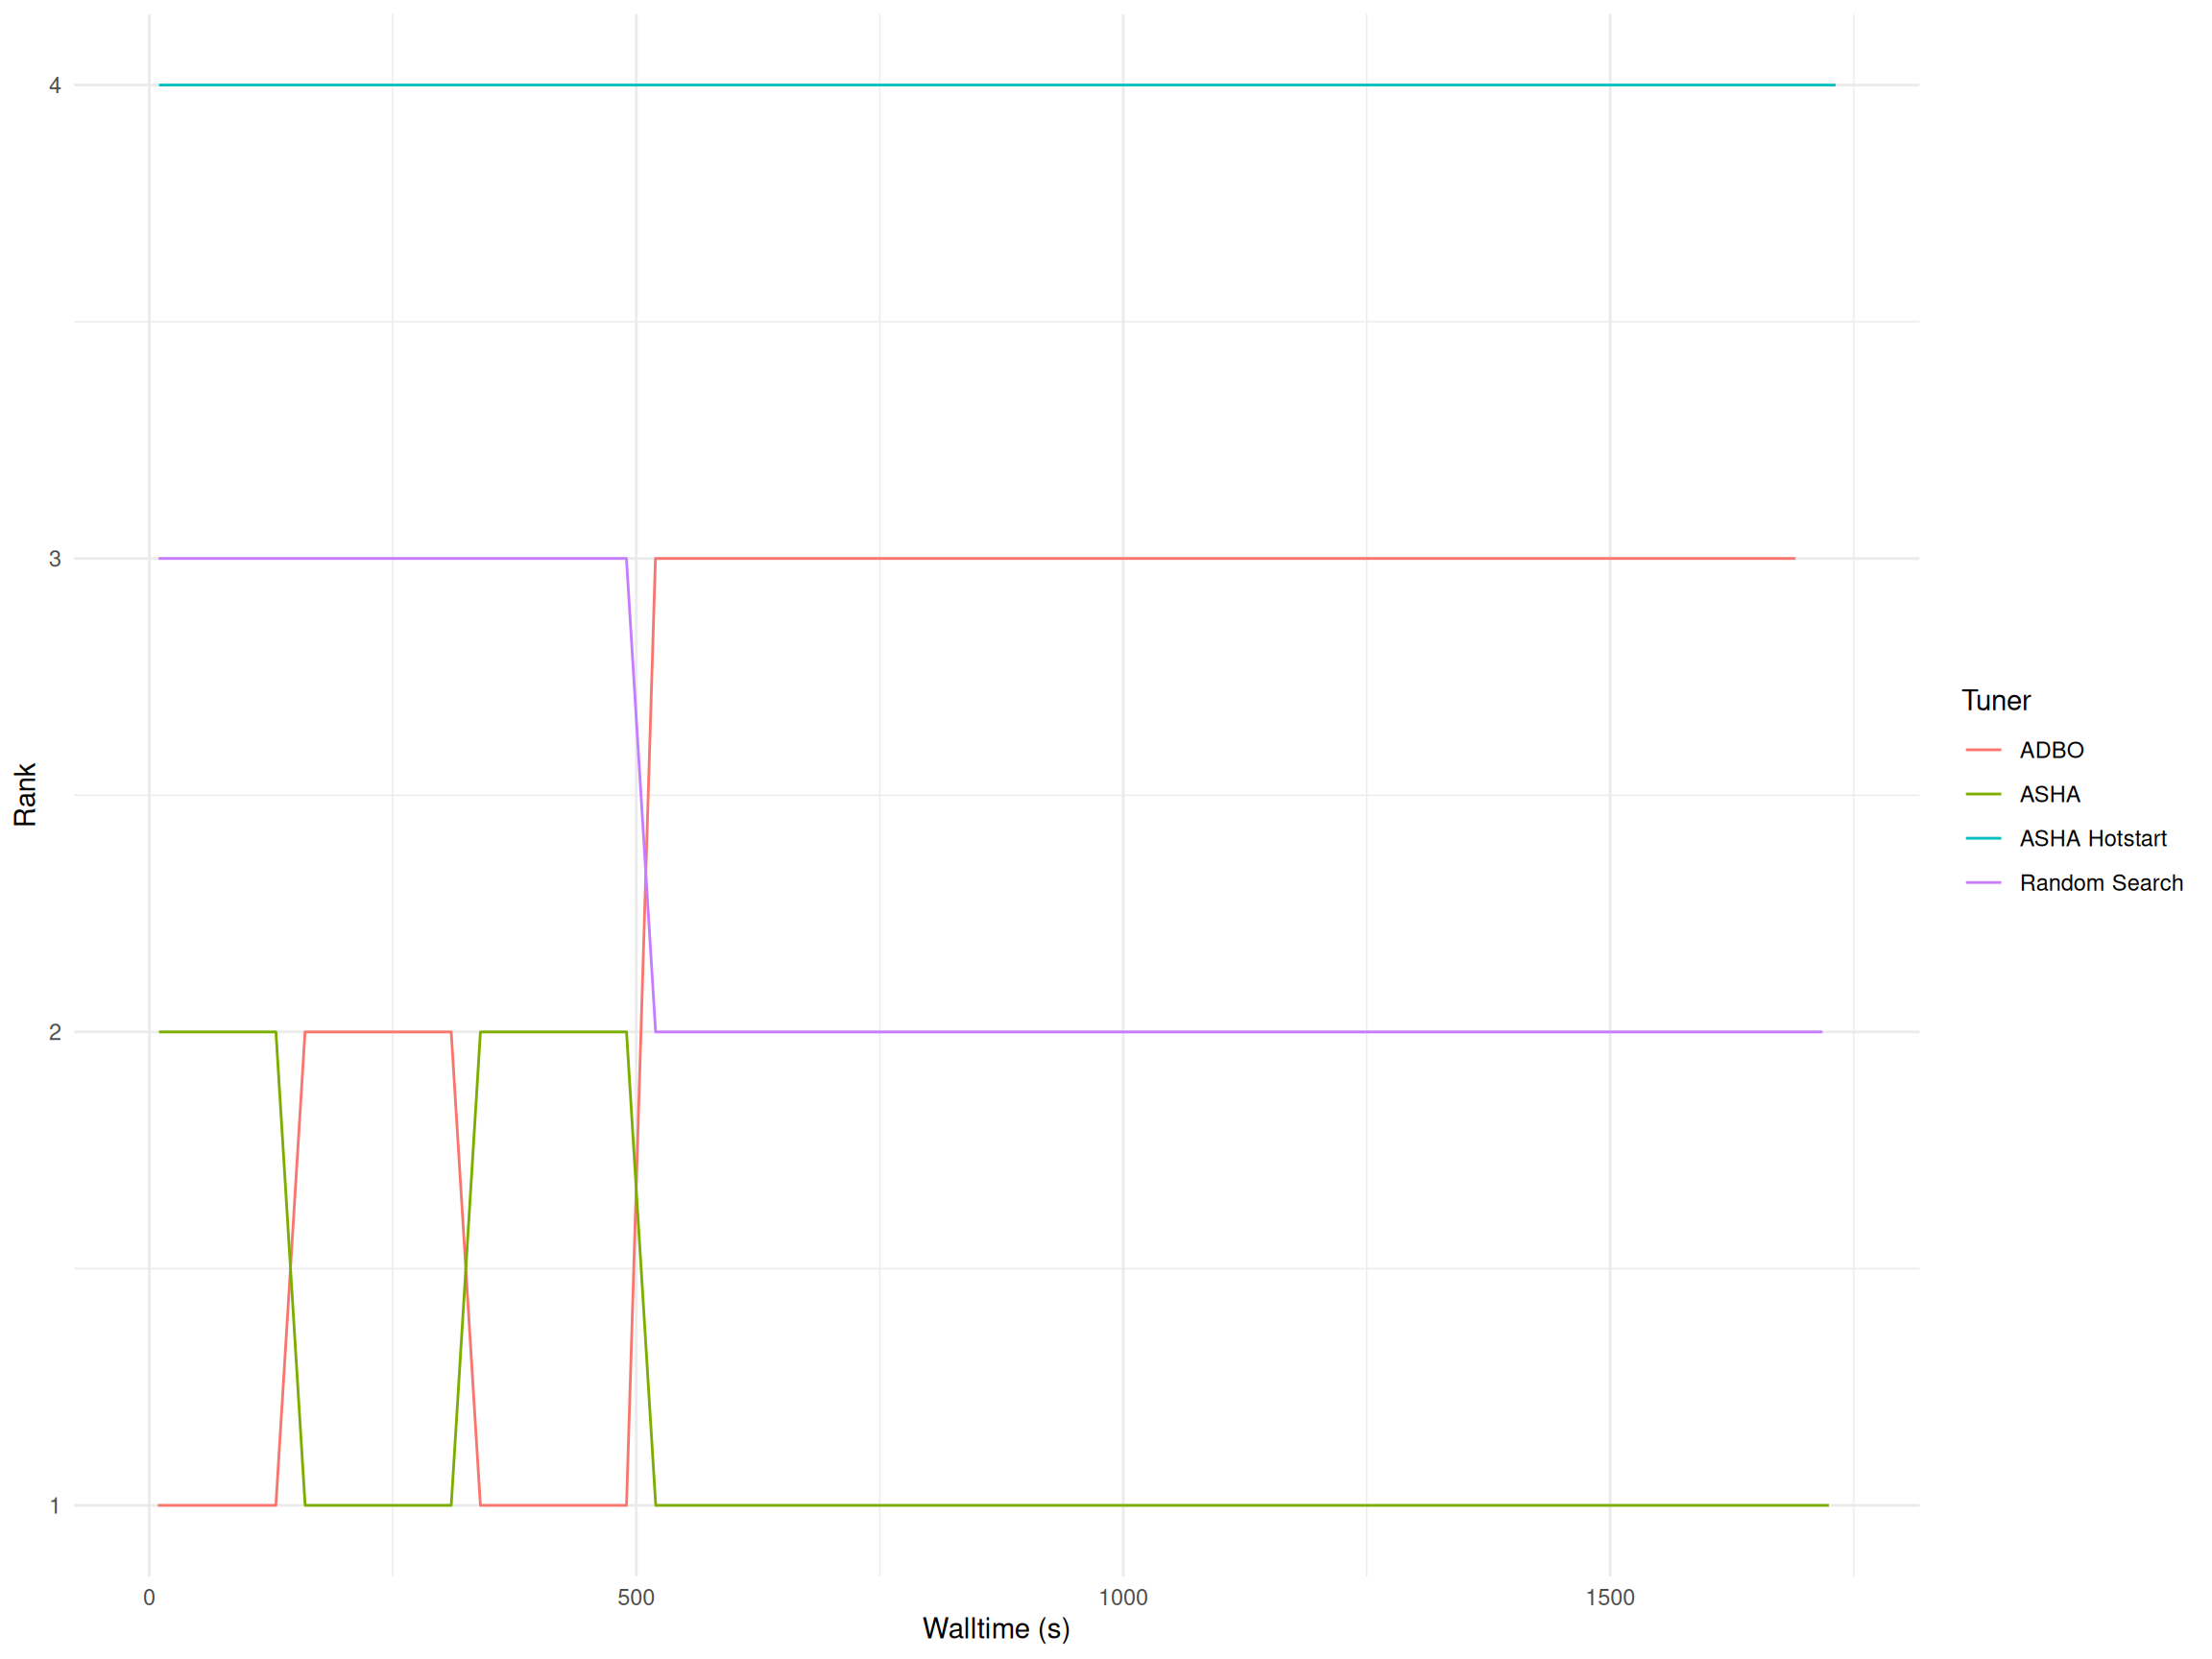 4
3
2
1
Rank
0
500
1000
1500
Walltime (s)
Tuner
ADBO
ASHA
ASHA Hotstart
Random Search